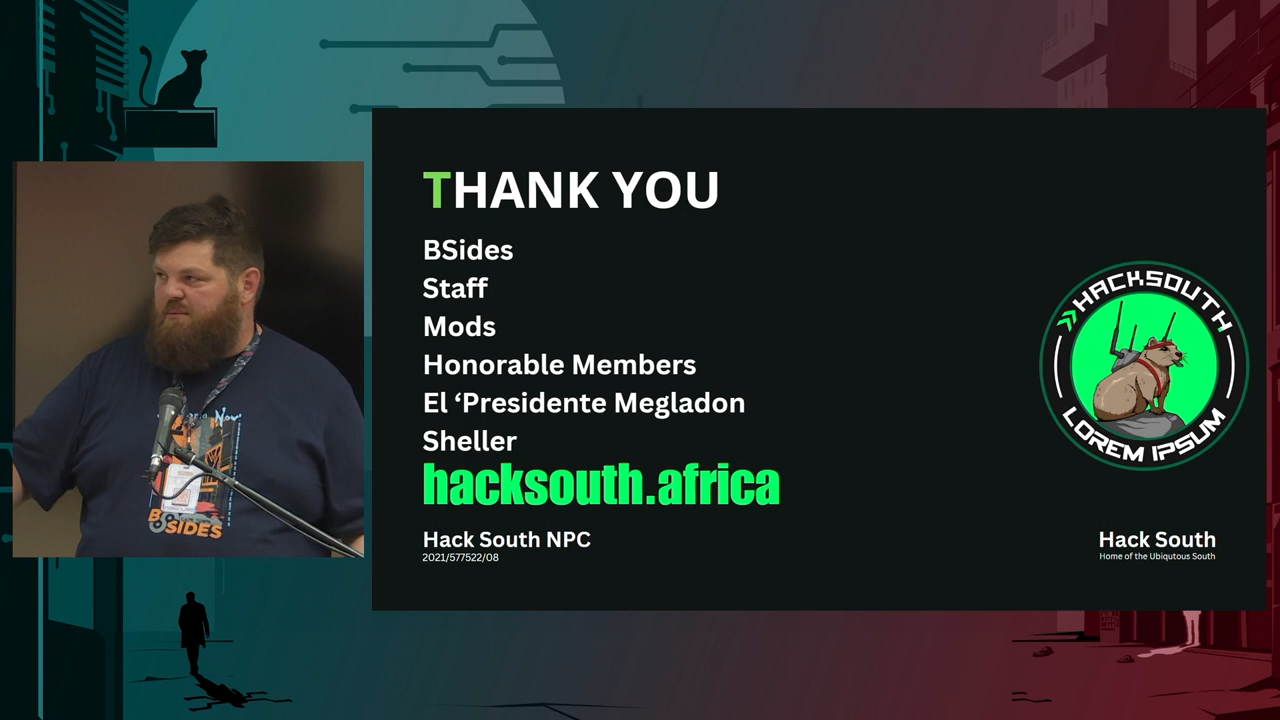 THANK YOU
BSides
Staff
Mods
Honorable Members
El ‘Presidente Megladon
Sheller
hacksouth.africa
Hack South NPC
2021/577522/08
HACKSOUTH
LOREM IPSUM
Hack South
Home of the Ubiqutous South
BSIDES